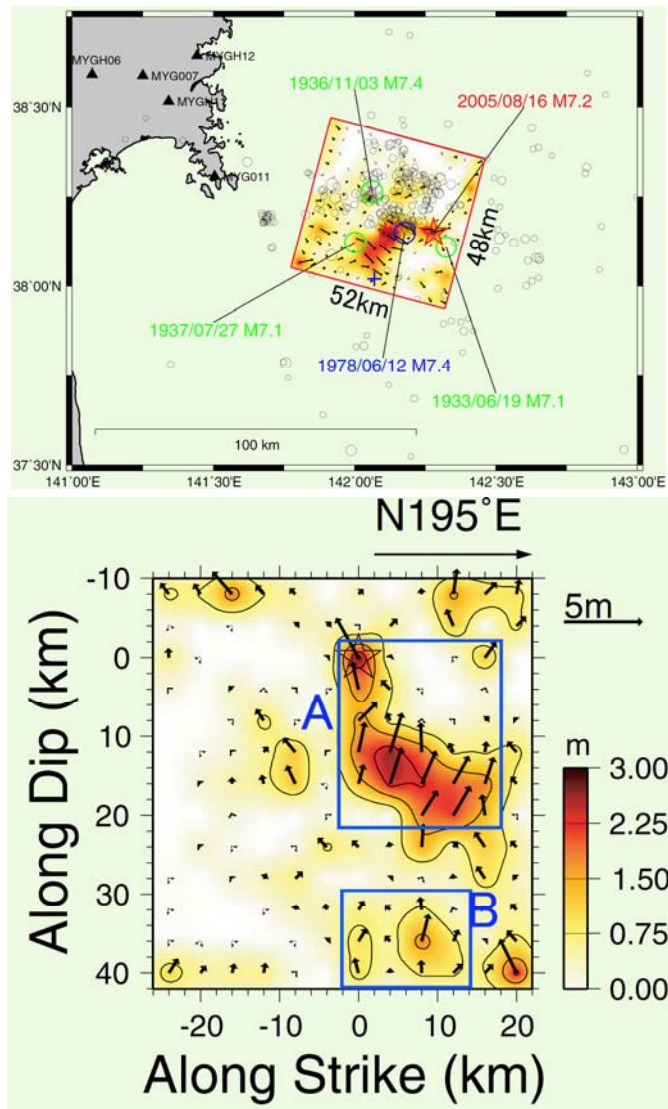 MYGH12
MYGH06
MYG007
MYG011
38˚30'N
38˚00'N
37˚30'N
1936/11/03 M7.4
2005/08/16 M7.2
48km
52km
1937/07/27 M7.1
1978/06/12 M7.4
1933/06/19 M7.1
100 km
141˚00'E
141˚30'E
142˚00'E
142˚30'E
143˚00'E
N195˚E
5m
-10
0
10
20
30
40
Along Dip (km)
A
B
m
3.00
2.25
1.50
0.75
0.00
-20
-10
0
10
20
Along Strike (km)